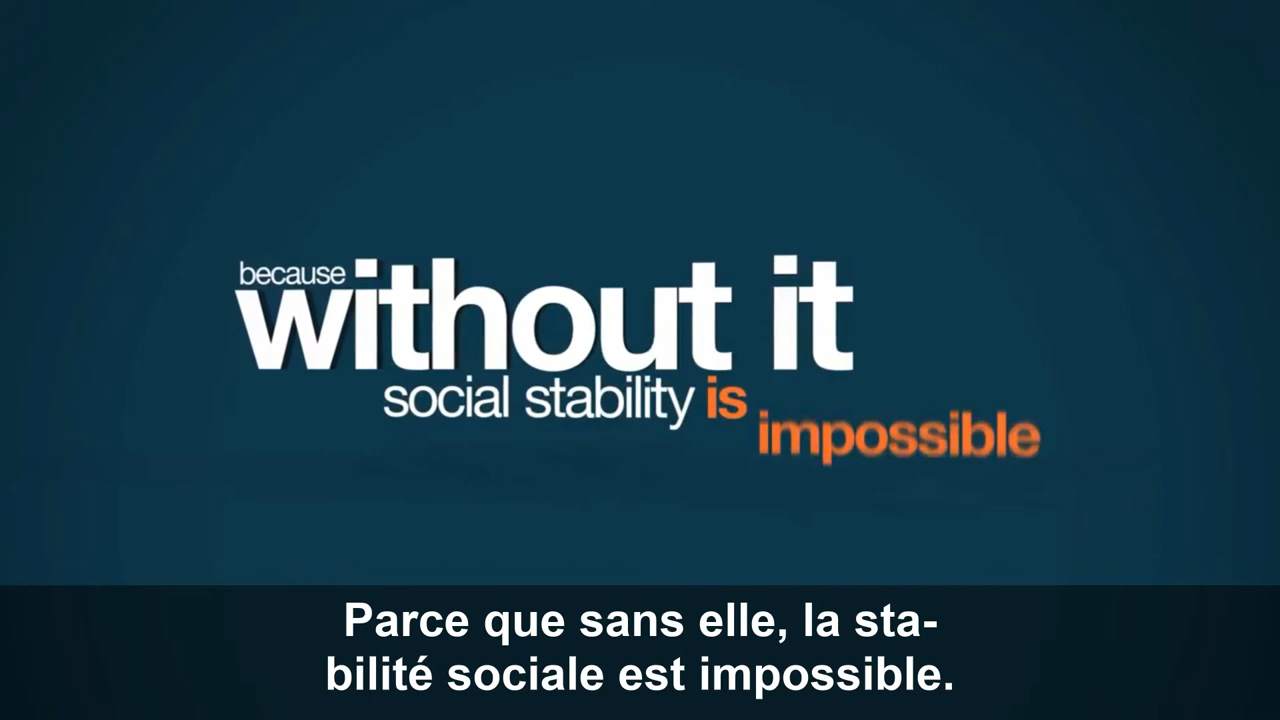 because
without it
social stability is
impossible
Parce que sans elle, la sta-
bilité sociale est impossible.